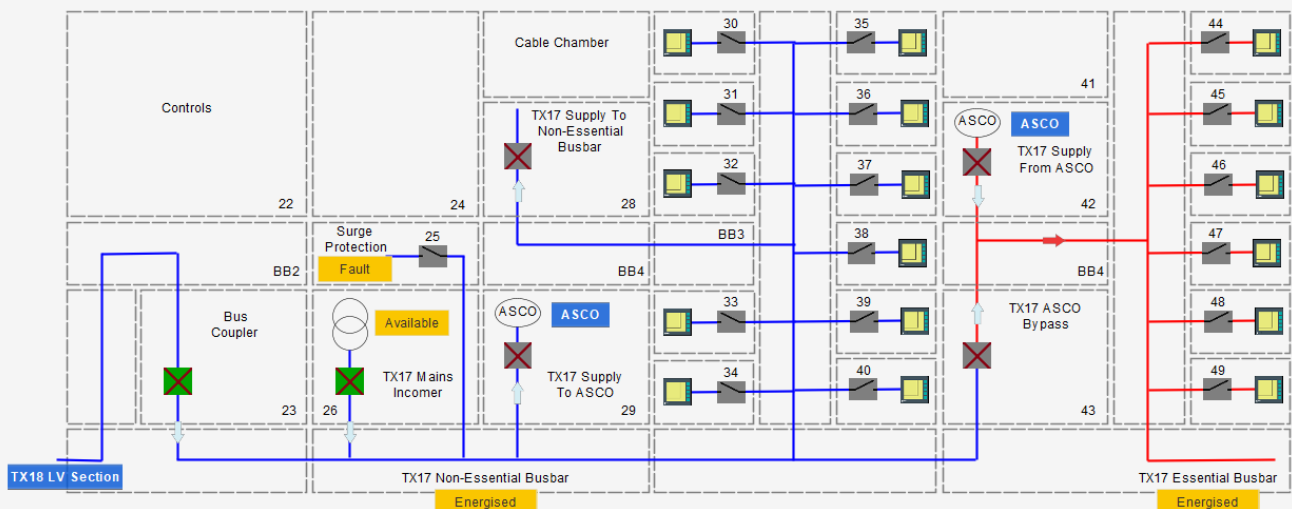 30
35
44
Cable Chamber
Controls
41
31
36
45
TX17 Supply To
Non-Essential
Busbar
ASCO
ASCO
TX17 Supply
From ASCO
32
37
46
22
24
28
42
Surge
Protection
25
Fault
38
47
BB2
BB4
BB3
BB4
Bus
Coupler
Available
ASCO
ASCO
33
39
TX17 ASCO
Bypass
48
TX17 Mains
Incomer
TX17 Supply
To ASCO
34
40
49
23
26
29
43
TX18 LV Section
TX17 Non-Essential Busbar
TX17 Essential Busbar
Energised
Energised